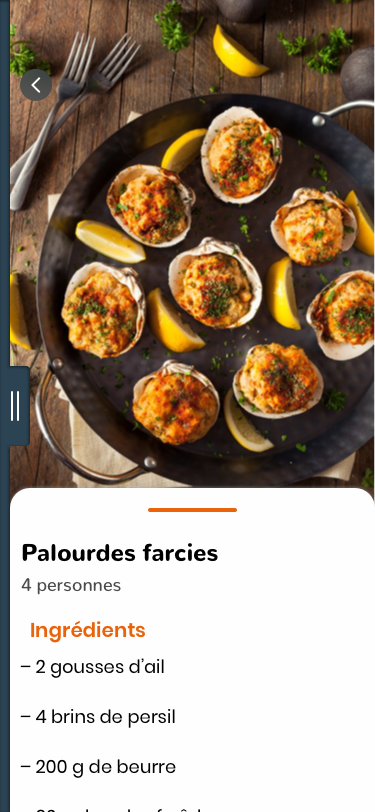 Palourdes farcies
4 personnes
Ingrédients
– 2 gousses d’ail
– 4 brins de persil
– 200 g de beurre